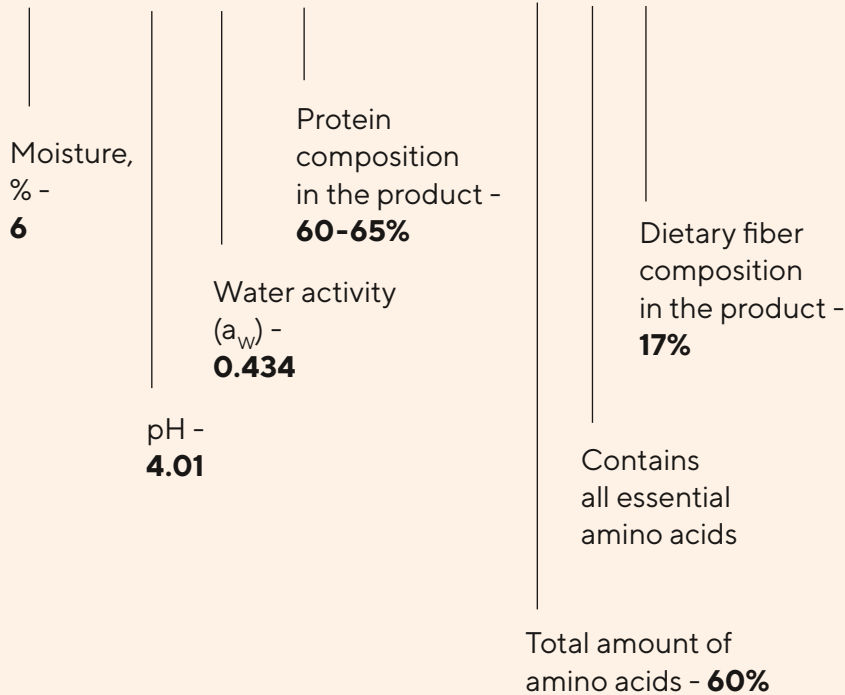 Moisture,
% -
6
pH -
4.01
Water activity
(aw) -
0.434
Protein
composition
in the product -
60-65%
Total amount of
amino acids - 60%
Contains
all essential
amino acids
Dietary fiber
composition
in the product -
17%